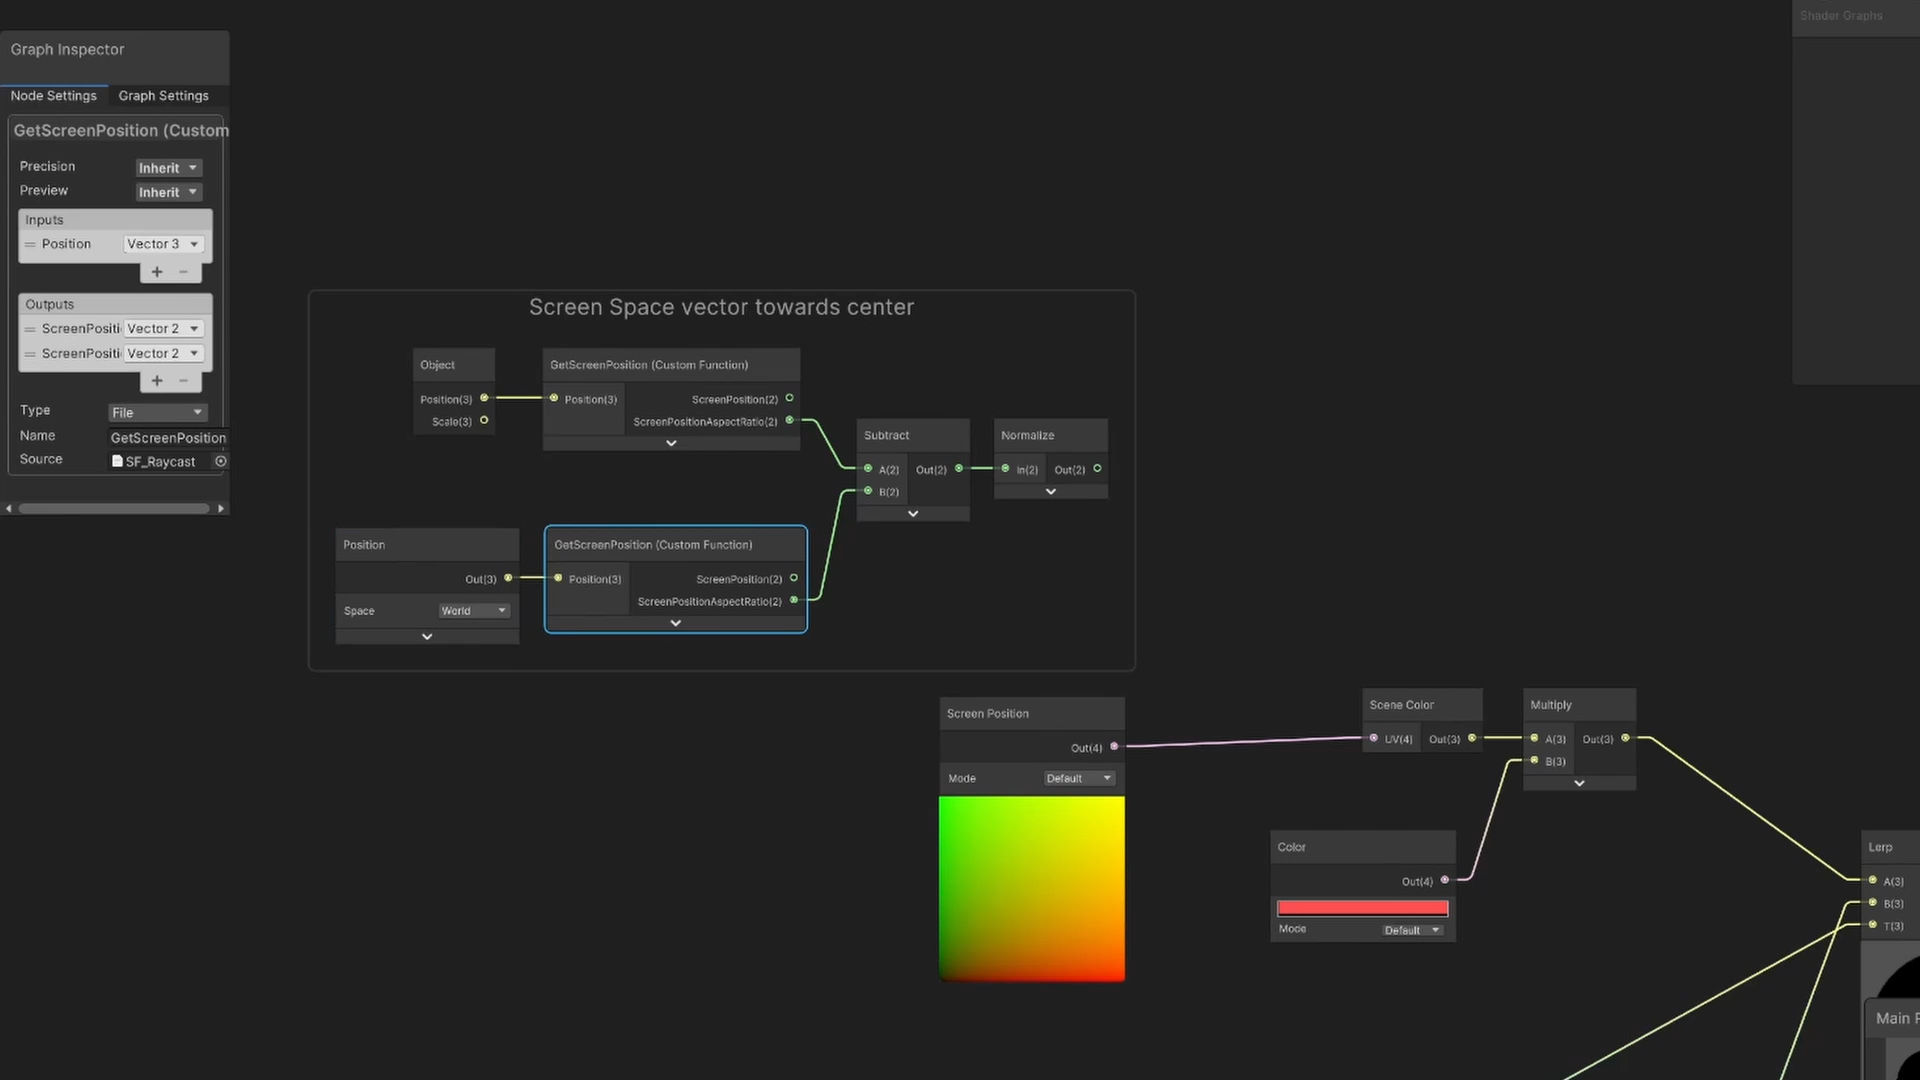 Shader Graphs
Graph Inspector
Node Settings
Graph Settings
GetScreenPosition (Custom
Precision
Inherit
Preview
Inherit
Inputs
Position
Vector 3
+
−
Outputs
ScreenPositi
Vector 2
ScreenPositi
Vector 2
+
−
Type
File
Name
GetScreenPosition
Source
SF_Raycast
Screen Space vector towards center
Object
Position(3)
Scale(3)
GetScreenPosition (Custom Function)
Position(3)
ScreenPosition(2)
ScreenPositionAspectRatio(2)
Subtract
A(2)
Out(2)
B(2)
Normalize
In(2)
Out(2)
Position
Out(3)
Space
World
GetScreenPosition (Custom Function)
Position(3)
ScreenPosition(2)
ScreenPositionAspectRatio(2)
Screen Position
Out(4)
Mode
Default
Scene Color
UV(4)
Out(3)
Multiply
A(3)
Out(3)
B(3)
Color
Out(4)
Mode
Default
Lerp
A(3)
B(3)
T(3)
Main